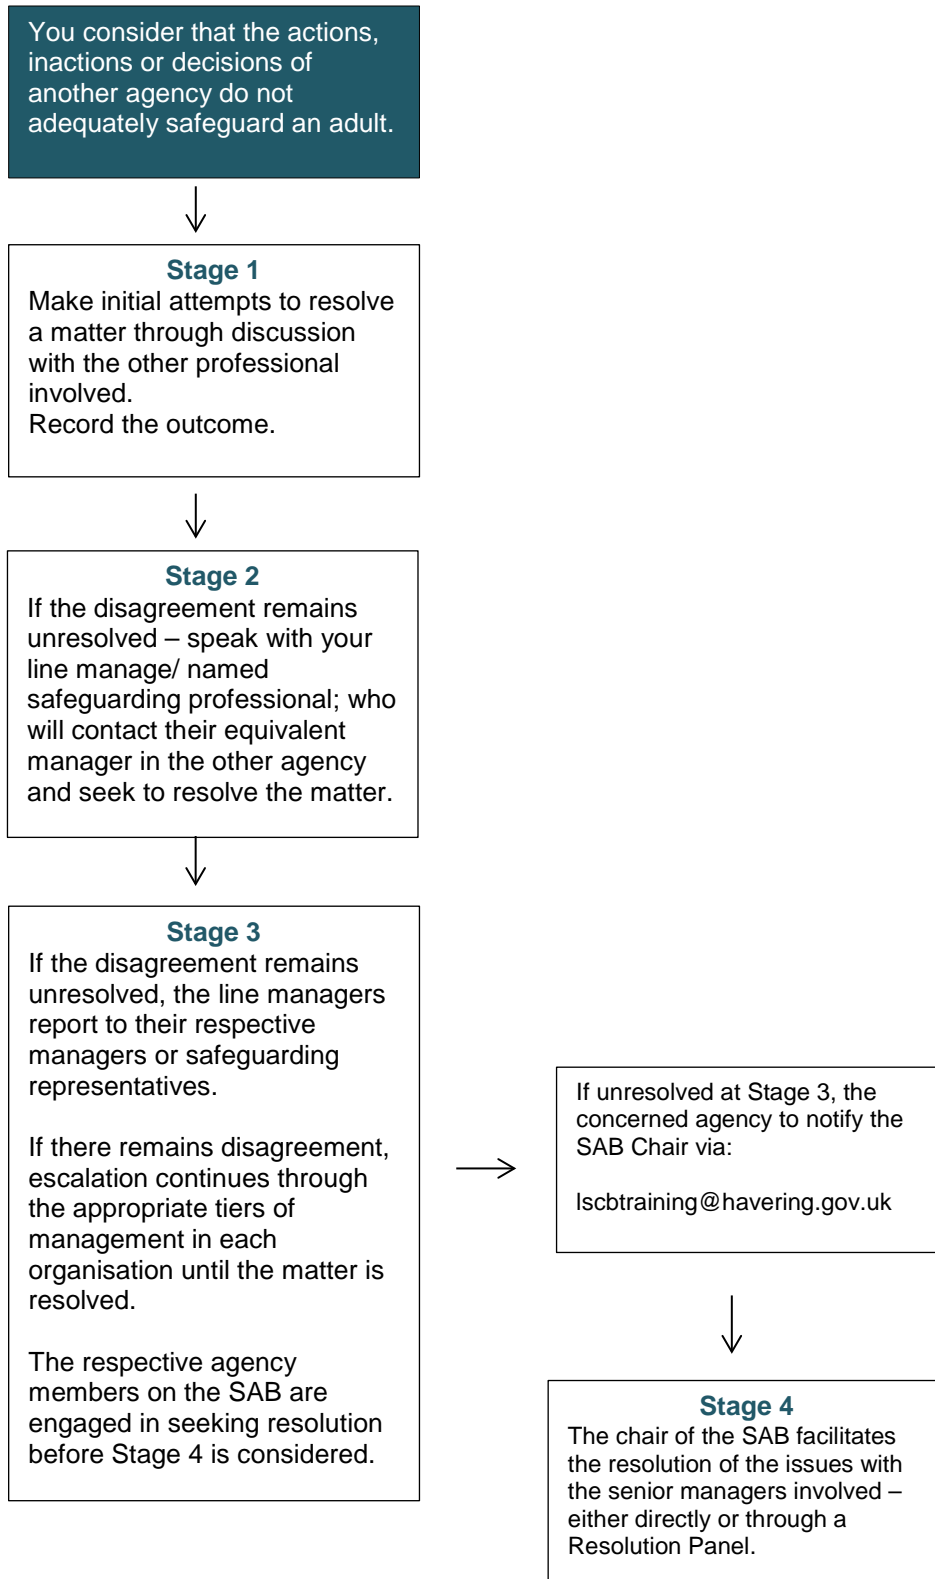 You consider that the actions,
inactions or decisions of
another agency do not
adequately safeguard an adult.
Stage 1
Make initial attempts to resolve
a matter through discussion
with the other professional
involved.
Record the outcome.
Stage 2
If the disagreement remains
unresolved – speak with your
line manage/ named
safeguarding professional; who
will contact their equivalent
manager in the other agency
and seek to resolve the matter.
Stage 3
If the disagreement remains
unresolved, the line managers
report to their respective
managers or safeguarding
representatives.
If there remains disagreement,
escalation continues through
the appropriate tiers of
management in each
organisation until the matter is
resolved.
The respective agency
members on the SAB are
engaged in seeking resolution
before Stage 4 is considered.
If unresolved at Stage 3, the
concerned agency to notify the
SAB Chair via:
lscbtraining@havering.gov.uk
Stage 4
The chair of the SAB facilitates
the resolution of the issues with
the senior managers involved –
either directly or through a
Resolution Panel.